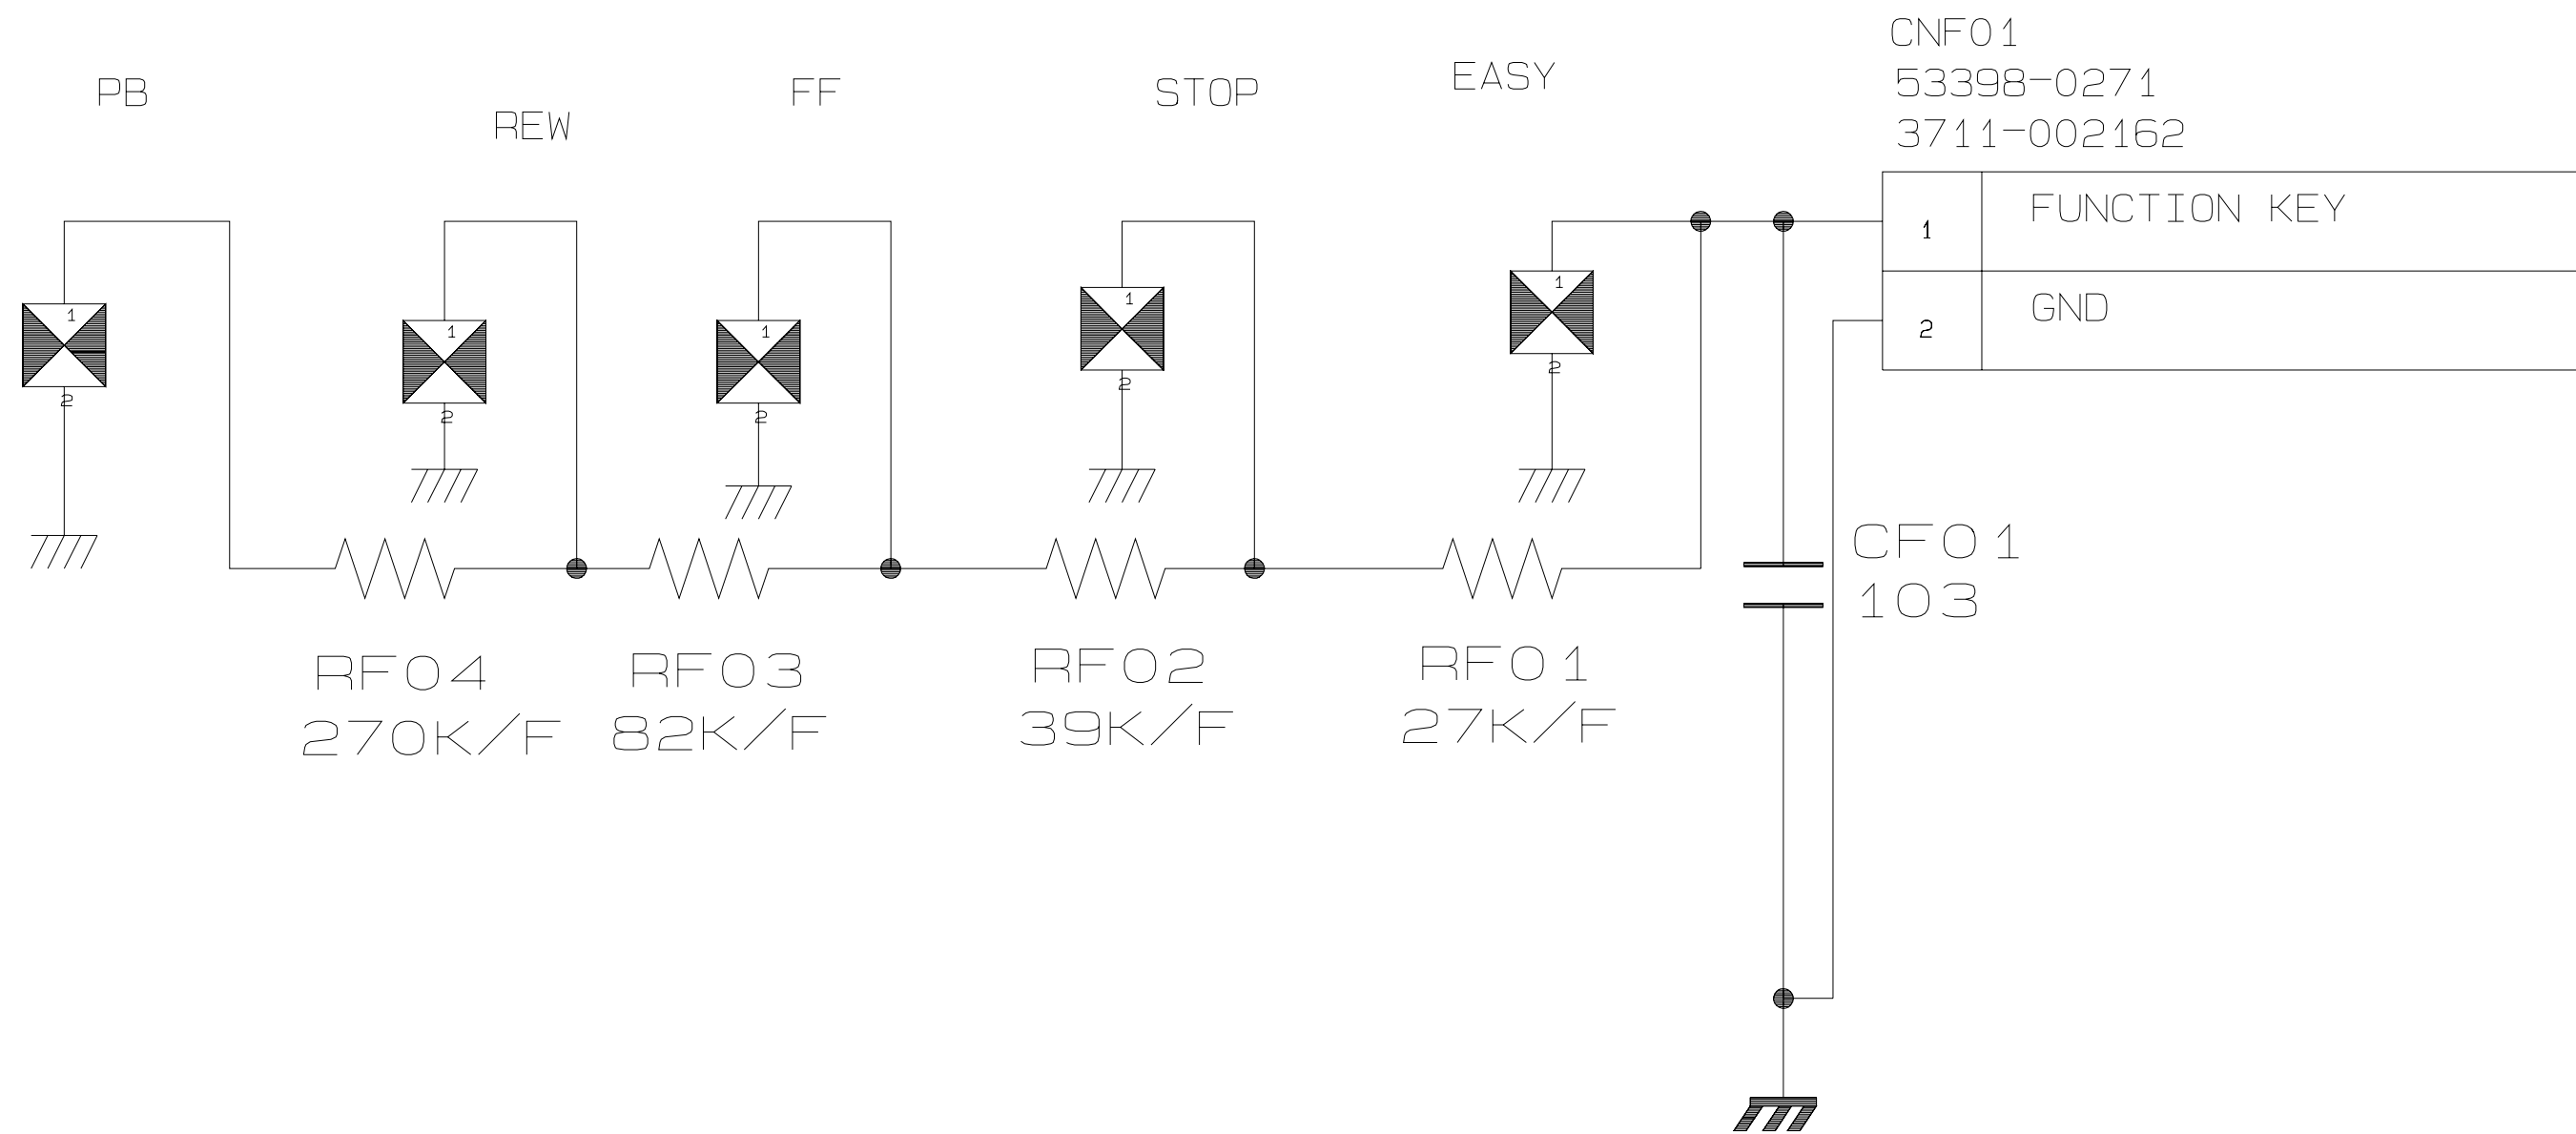 CNF01
53398-0271
3711-002162
PB
REW
FF
STOP
EASY
1
FUNCTION KEY
2
GND
1
2
1
2
1
2
1
2
1
2
CF01
103
RF04
270K/F
RF03
82K/F
RF02
39K/F
RF01
27K/F